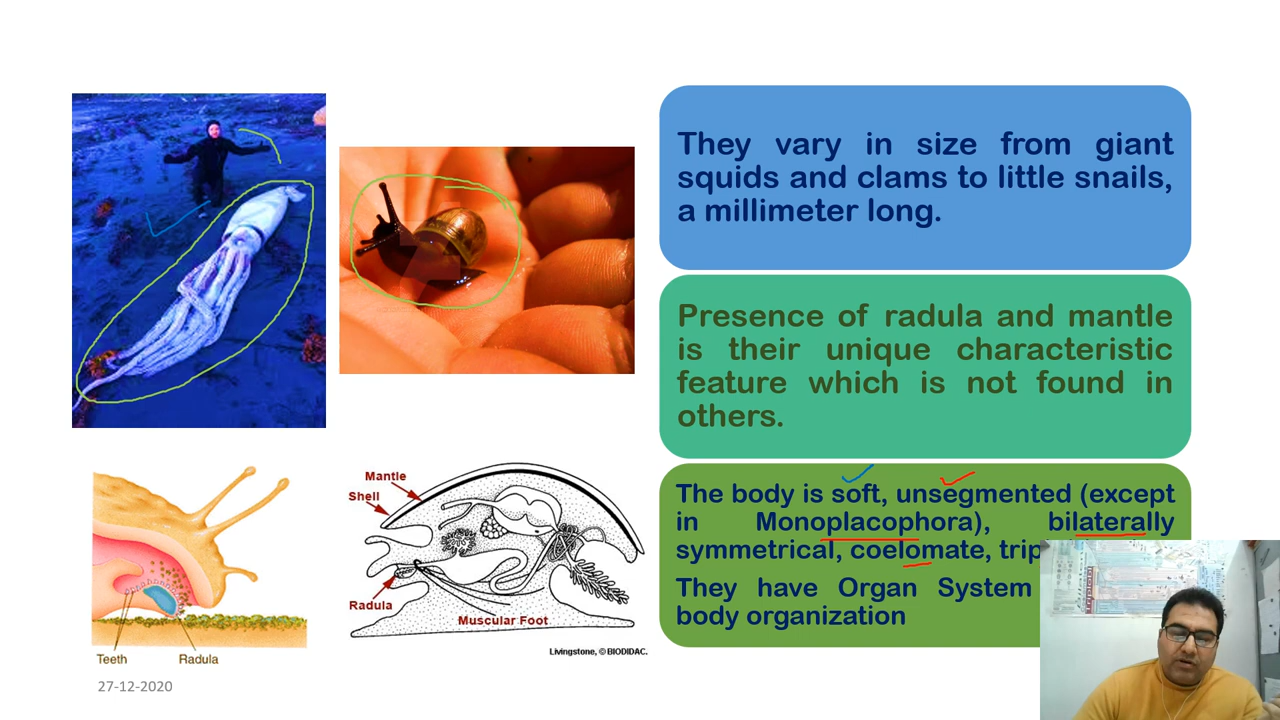 They vary in size from giant
squids and clams to little snails,
a millimeter long.
Presence of radula and mantle
is their unique characteristic
feature which is not found in
others.
The body is soft, unsegmented (except
in Monoplacophora), bilaterally
symmetrical, coelomate, trip
They have Organ System
body organization
Mantle
Shell
Radula
Muscular Foot
Livingstone, © BIODIDAC.
Teeth
Radula
27-12-2020